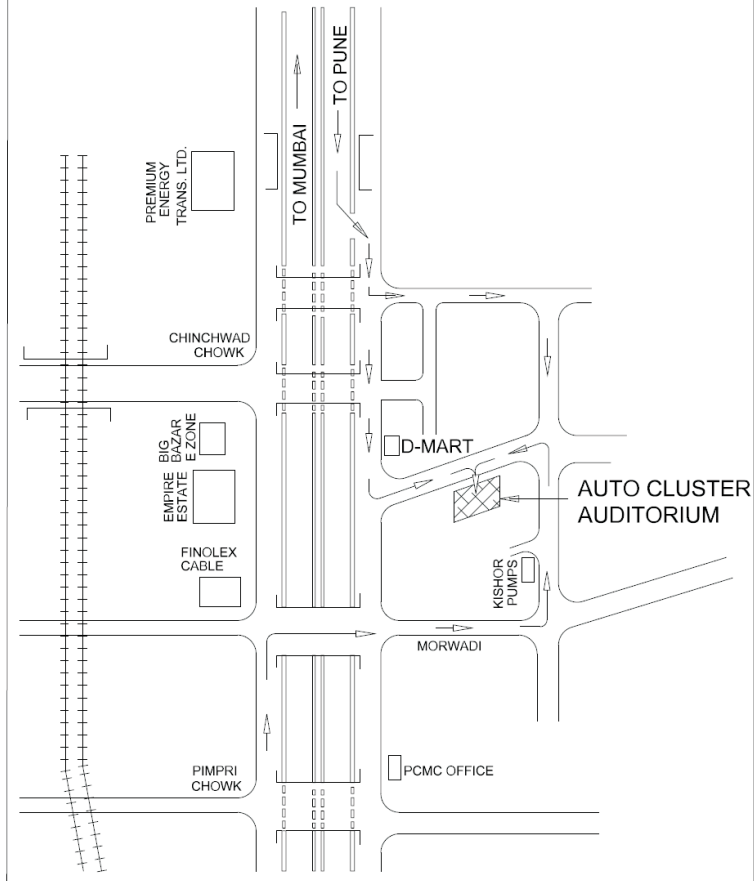 TO MUMBAI
TO PUNE
PREMIUM
ENERGY
TRANS. LTD.
CHINCHWAD
CHOWK
BIG
BAZAR
E ZONE
D-MART
EMPIRE
ESTATE
AUTO CLUSTER
AUDITORIUM
FINOLEX
CABLE
KISHOR
PUMPS
MORWADI
PIMPRI
CHOWK
PCMC OFFICE